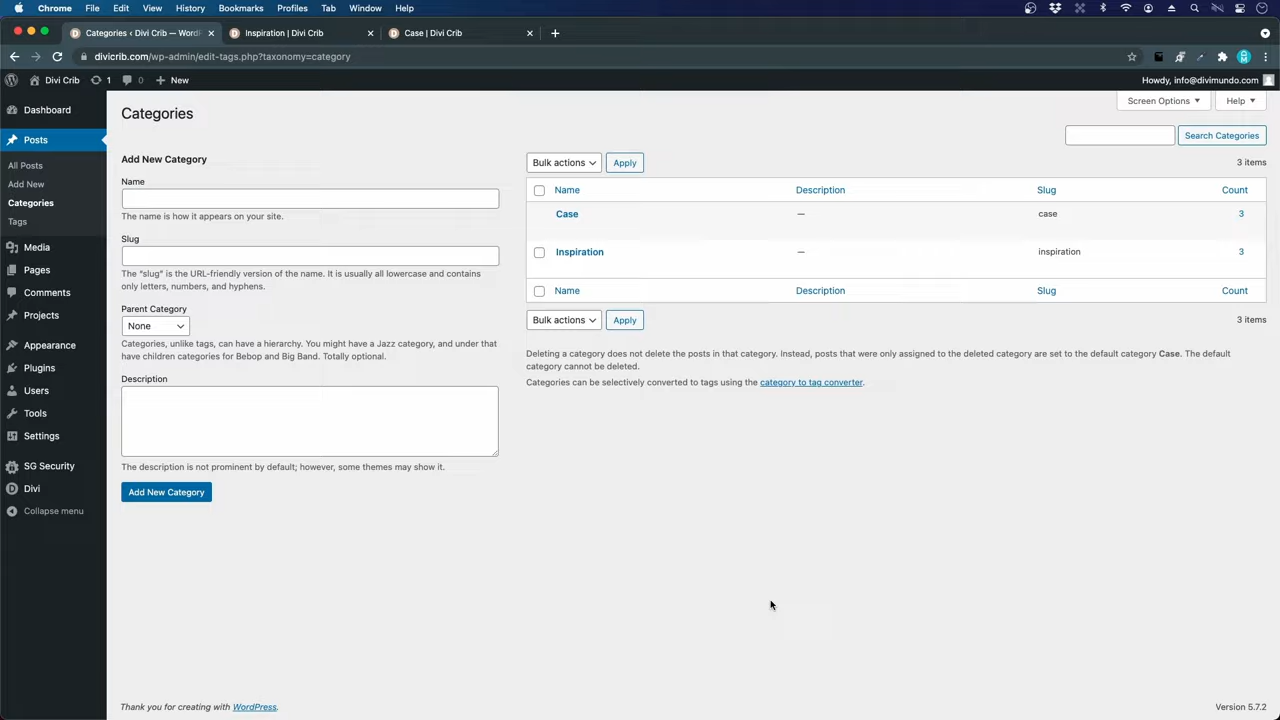 Chrome File Edit View History Bookmarks Profiles Tab Window Help
Categories ‹ Divi Crib — WordP
Inspiration | Divi Crib
Case | Divi Crib
divicrib.com/wp-admin/edit-tags.php?taxonomy=category
Divi Crib 1 0 New
Howdy, info@divimundo.com
Dashboard
Posts
All Posts
Add New
Categories
Tags
Media
Pages
Comments
Projects
Appearance
Plugins
Users
Tools
Settings
SG Security
Divi
Collapse menu
Categories
Screen Options
Help
Search Categories
Add New Category
Name
The name is how it appears on your site.
Slug
The “slug” is the URL-friendly version of the name. It is usually all lowercase and contains
only letters, numbers, and hyphens.
Parent Category
None
Categories, unlike tags, can have a hierarchy. You might have a Jazz category, and under that
have children categories for Bebop and Big Band. Totally optional.
Description
The description is not prominent by default; however, some themes may show it.
Add New Category
Bulk actions Apply 3 items
Name Description Slug Count
Case — case 3
Inspiration — inspiration 3
Name Description Slug Count
Bulk actions Apply 3 items
Deleting a category does not delete the posts in that category. Instead, posts that were only assigned to the deleted category are set to the default category Case. The default
category cannot be deleted.
Categories can be selectively converted to tags using the category to tag converter.
Thank you for creating with WordPress.
Version 5.7.2